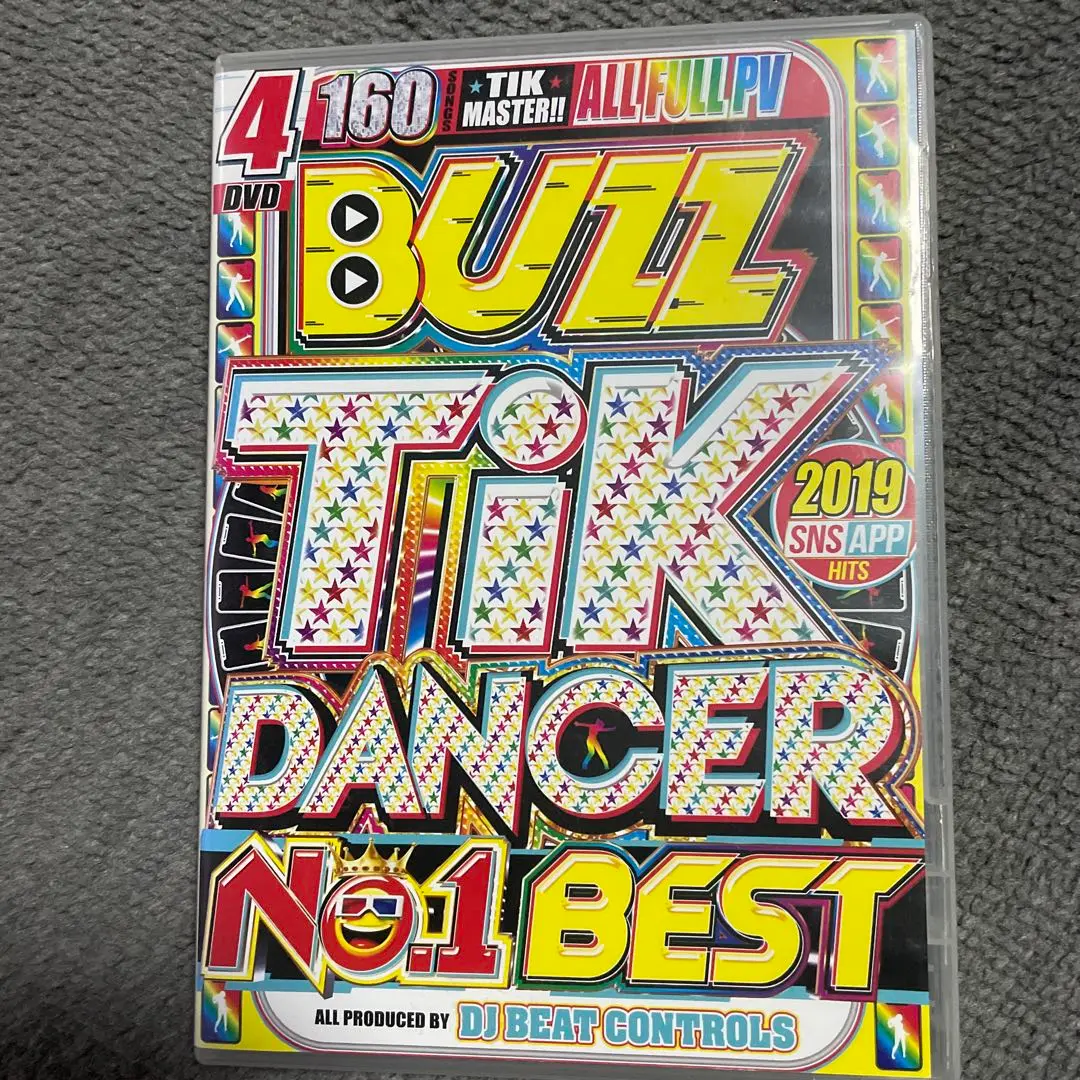 4 DVD
160 SONGS
TIK MASTER!!
ALL FULL PV
BUZZ
TiK
2019
SNS APP
HITS
DANCER
NO.1 BEST
ALL PRODUCED BY DJ BEAT CONTROLS